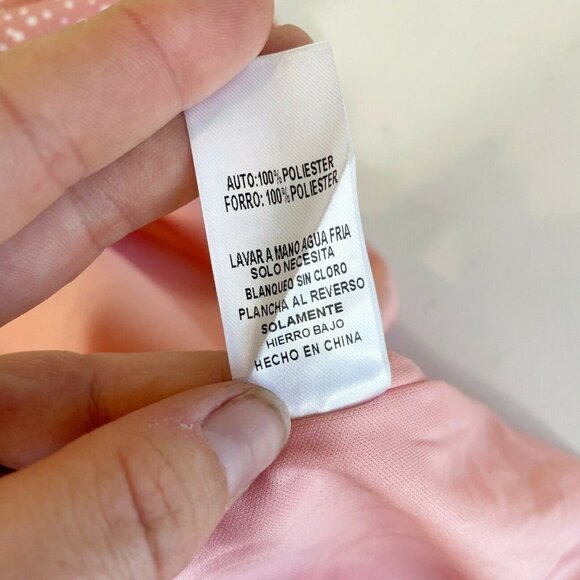 AUTO:100% POLIESTER
FORRO: 100% POLIESTER
LAVAR A MANO AGUA FRIA
SOLO NECESITA
BLANQUEO SIN CLORO
PLANCHA AL REVERSO
SOLAMENTE
HIERRO BAJO
HECHO EN CHINA